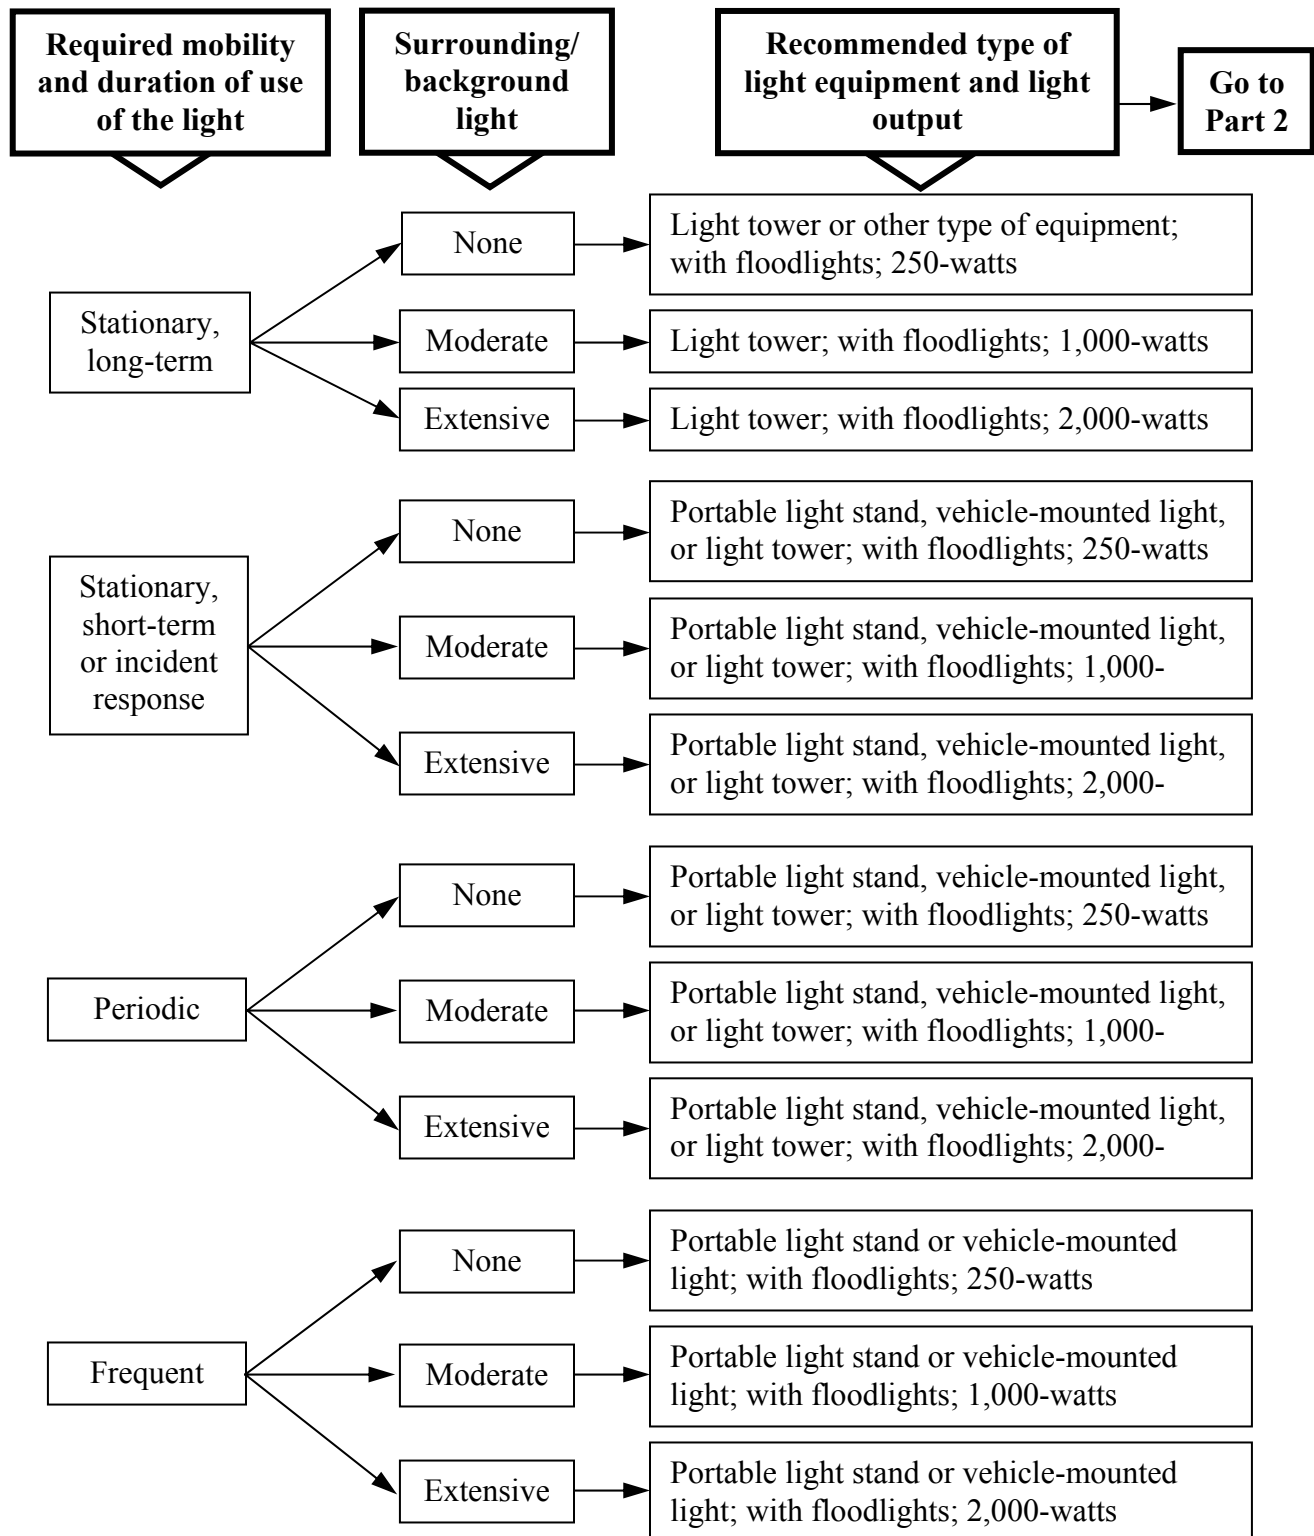 Required mobility
and duration of use
of the light
Surrounding/
background
light
Recommended type of
light equipment and light
output
Go to
Part 2
Stationary,
long-term
None
Light tower or other type of equipment;
with floodlights; 250-watts
Moderate
Light tower; with floodlights; 1,000-watts
Extensive
Light tower; with floodlights; 2,000-watts
Stationary,
short-term
or incident
response
None
Portable light stand, vehicle-mounted light,
or light tower; with floodlights; 250-watts
Moderate
Portable light stand, vehicle-mounted light,
or light tower; with floodlights; 1,000-
Extensive
Portable light stand, vehicle-mounted light,
or light tower; with floodlights; 2,000-
Periodic
None
Portable light stand, vehicle-mounted light,
or light tower; with floodlights; 250-watts
Moderate
Portable light stand, vehicle-mounted light,
or light tower; with floodlights; 1,000-
Extensive
Portable light stand, vehicle-mounted light,
or light tower; with floodlights; 2,000-
Frequent
None
Portable light stand or vehicle-mounted
light; with floodlights; 250-watts
Moderate
Portable light stand or vehicle-mounted
light; with floodlights; 1,000-watts
Extensive
Portable light stand or vehicle-mounted
light; with floodlights; 2,000-watts